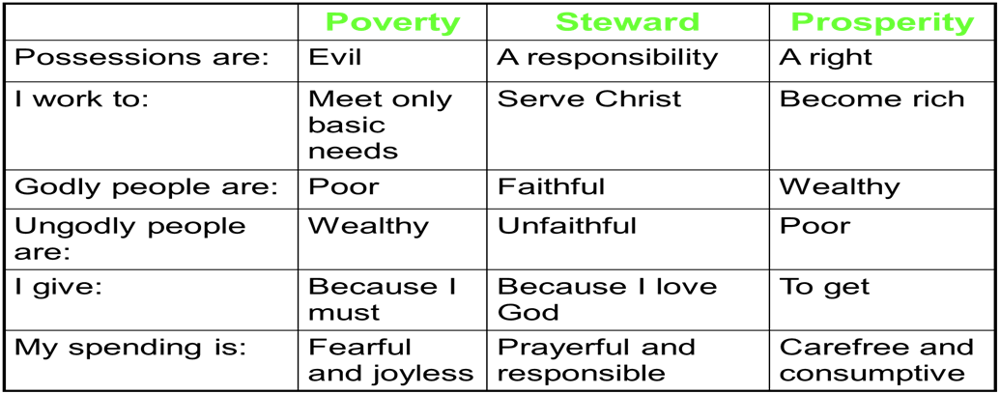 Poverty Steward Prosperity
Possessions are: Evil A responsibility A right
I work to: Meet only Serve Christ Become rich
basic
needs
Godly people are: Poor Faithful Wealthy
Ungodly people Wealthy Unfaithful Poor
are:
I give: Because I Because I love To get
must God
My spending is: Fearful Prayerful and Carefree and
and joyless responsible consumptive